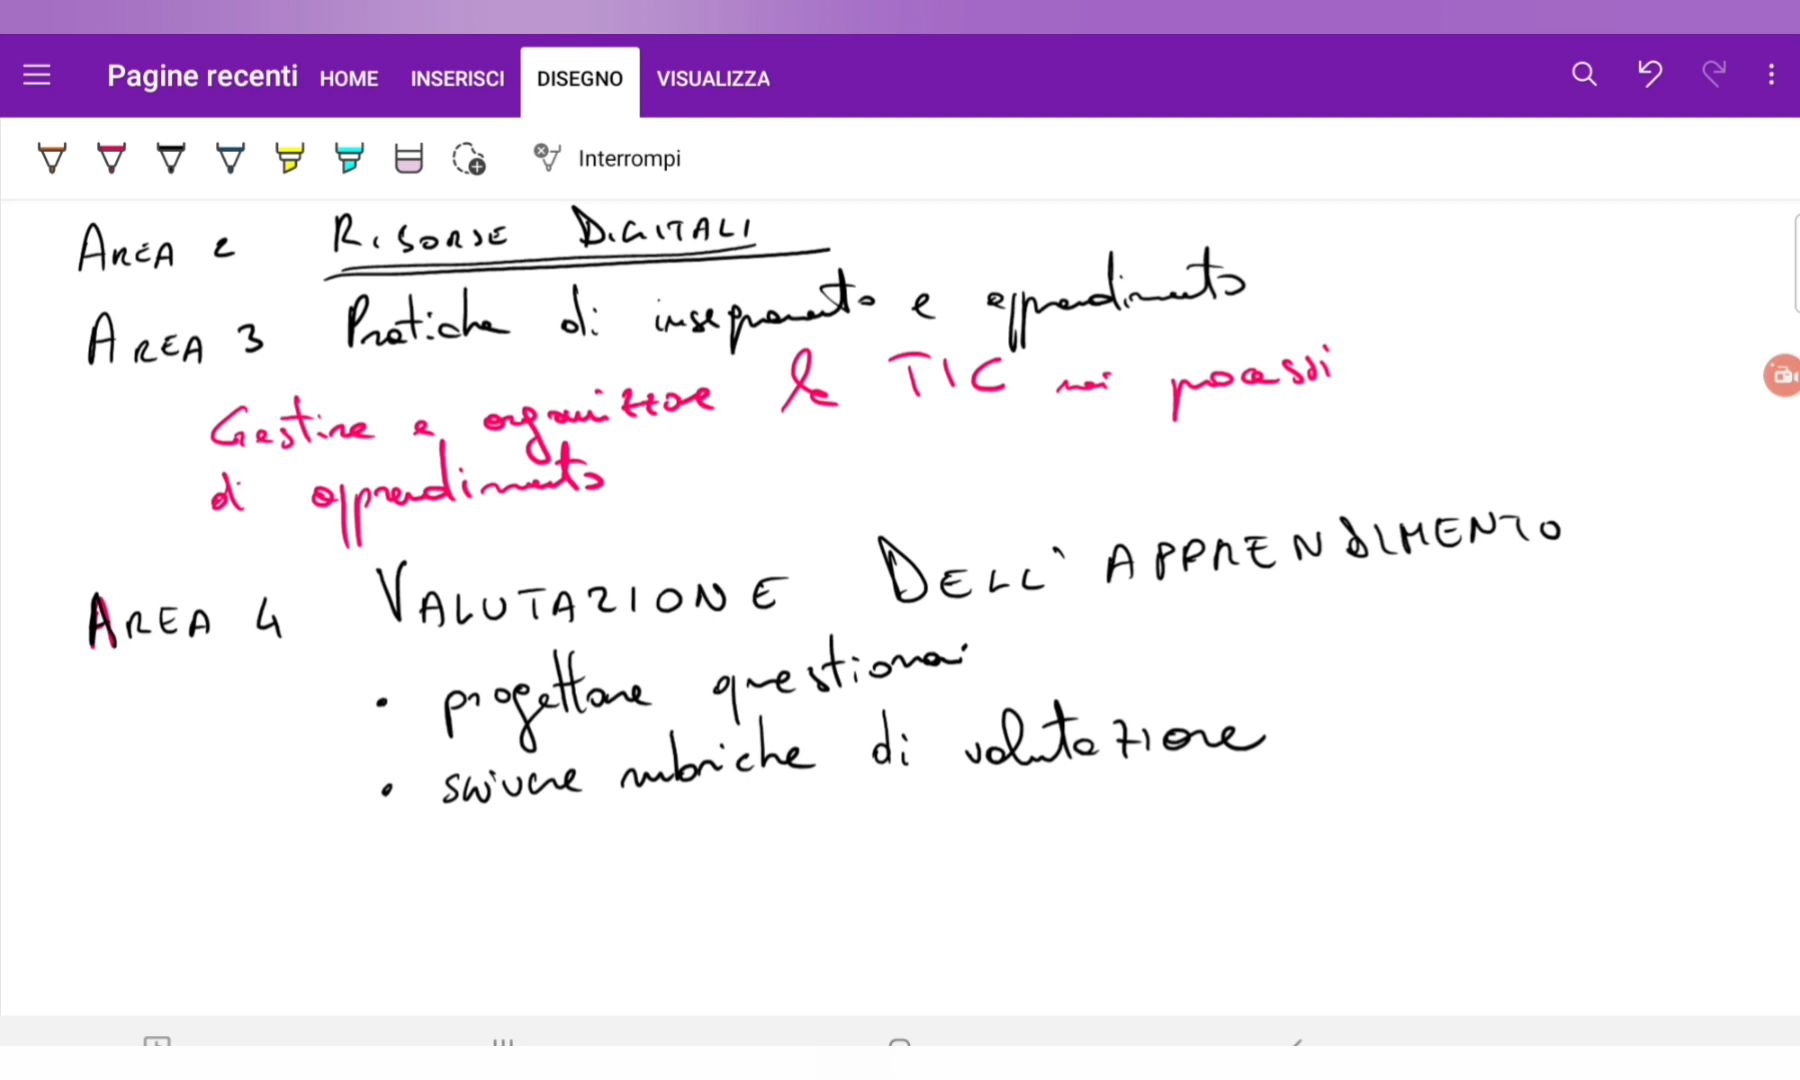 Pagine recenti HOME INSERISCI DISEGNO VISUALIZZA
Interrompi
AREA 2 RISORSE DIGITALI
AREA 3 Pratiche di insegnamento e apprendimento
Gestire e organizzare le TIC nei processi
di apprendimento
AREA 4 VALUTAZIONE DELL'APPRENDIMENTO
• progettare questionari
• scrivere rubriche di valutazione